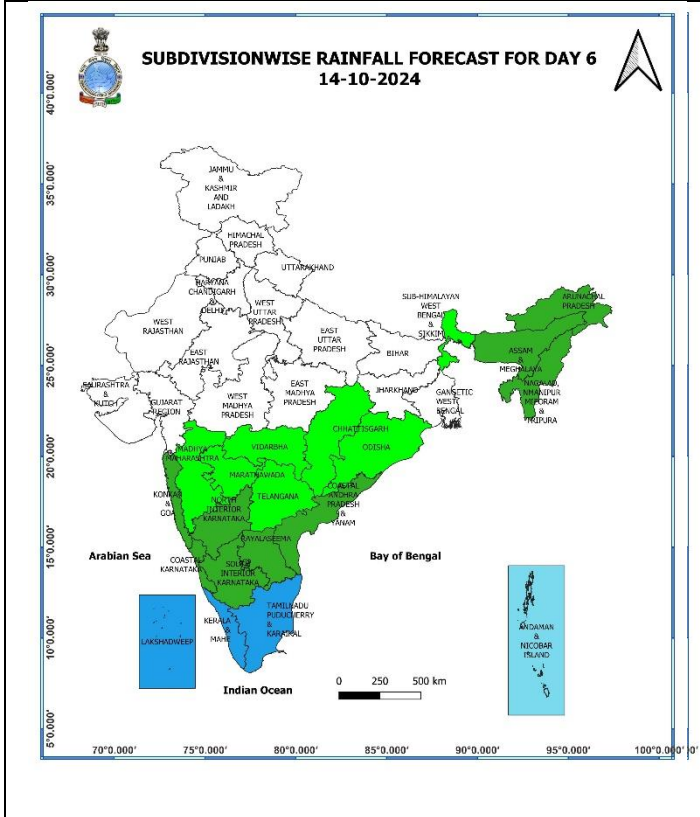 SUBDIVISIONWISE RAINFALL FORECAST FOR DAY 6
14-10-2024
40°0.000'
35°0.000'
30°0.000'
25°0.000'
20°0.000'
15°0.000'
10°0.000'
5°0.000'
JAMMU
&
KASHMIR
AND
LADAKH
HIMACHAL
PRADESH
PUNJAB
UTTARAKHAND
HARYANA
CHANDIGARH
&
DELHI
WEST
UTTAR
PRADESH
WEST
RAJASTHAN
EAST
RAJASTHAN
EAST
UTTAR
PRADESH
BIHAR
SUB-HIMALAYAN
WEST
BENGAL
&
SIKKIM
ARUNACHAL
PRADESH
ASSAM
&
MEGHALAYA
NAGALAND
MANIPUR
MIZORAM
&
TRIPURA
SAURASHTRA
&
KUTCH
GUJARAT
REGION
WEST
MADHYA
PRADESH
EAST
MADHYA
PRADESH
JHARKHAND
GANGETIC
WEST
BENGAL
CHHATTISGARH
ODISHA
MADHYA
MAHARASHTRA
VIDARBHA
MARATHAWADA
TELANGANA
KONKAN
&
GOA
NORTH
INTERIOR
KARNATAKA
COASTAL
ANDHRA
PRADESH
&
YANAM
RAYALASEEMA
COASTAL
KARNATAKA
SOUTH
INTERIOR
KARNATAKA
Arabian Sea
Bay of Bengal
LAKSHADWEEP
KERALA
&
MAHE
TAMILNADU
PUDUCHERRY
&
KARAIKAL
ANDAMAN
&
NICOBAR
ISLAND
Indian Ocean
0 250 500 km
70°0.000' 75°0.000' 80°0.000' 85°0.000' 90°0.000' 95°0.000' 100°0.000'